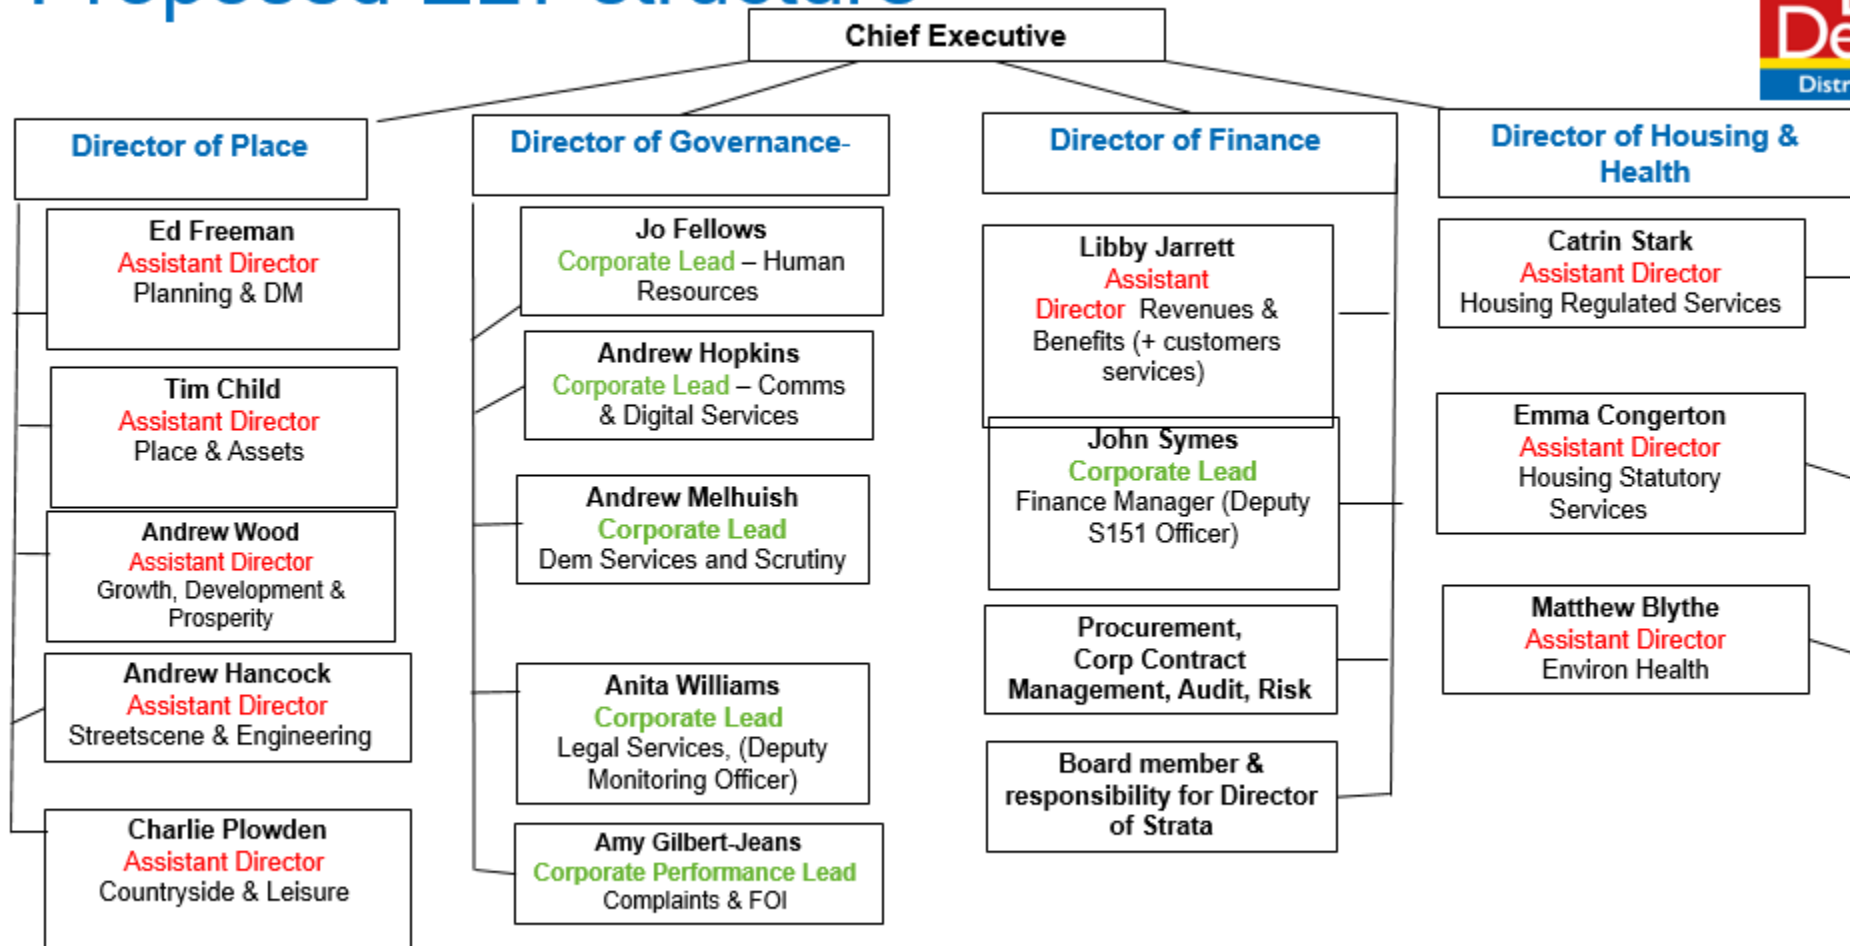 Proposed ELT structure
Chief Executive
Director of Place
Ed Freeman
Assistant Director
Planning & DM
Tim Child
Assistant Director
Place & Assets
Andrew Wood
Assistant Director
Growth, Development &
Prosperity
Andrew Hancock
Assistant Director
Streetscene & Engineering
Charlie Plowden
Assistant Director
Countryside & Leisure
Director of Governance-
Jo Fellows
Corporate Lead – Human
Resources
Andrew Hopkins
Corporate Lead – Comms
& Digital Services
Andrew Melhuish
Corporate Lead
Dem Services and Scrutiny
Anita Williams
Corporate Lead
Legal Services, (Deputy
Monitoring Officer)
Amy Gilbert-Jeans
Corporate Performance Lead
Complaints & FOI
Director of Finance
Libby Jarrett
Assistant
Director Revenues &
Benefits (+ customers
services)
John Symes
Corporate Lead
Finance Manager (Deputy
S151 Officer)
Procurement,
Corp Contract
Management, Audit, Risk
Board member &
responsibility for Director
of Strata
Director of Housing &
Health
Catrin Stark
Assistant Director
Housing Regulated Services
Emma Congerton
Assistant Director
Housing Statutory
Services
Matthew Blythe
Assistant Director
Environ Health
De
Distr